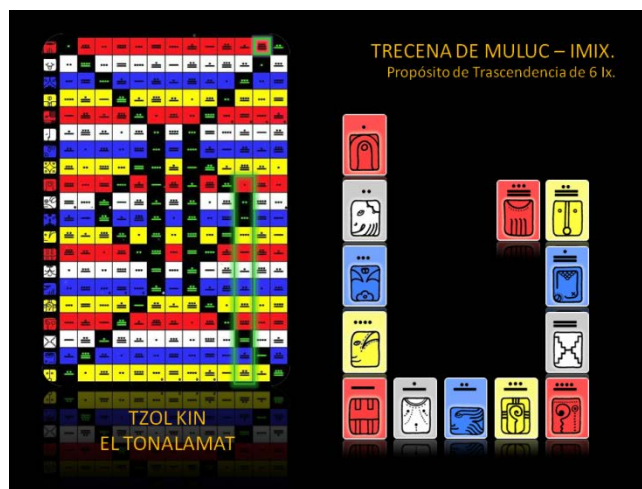 TRECENA DE MULUC – IMIX.
Propósito de Trascendencia de 6 Ix.
TZOL KIN
EL TONALAMAT